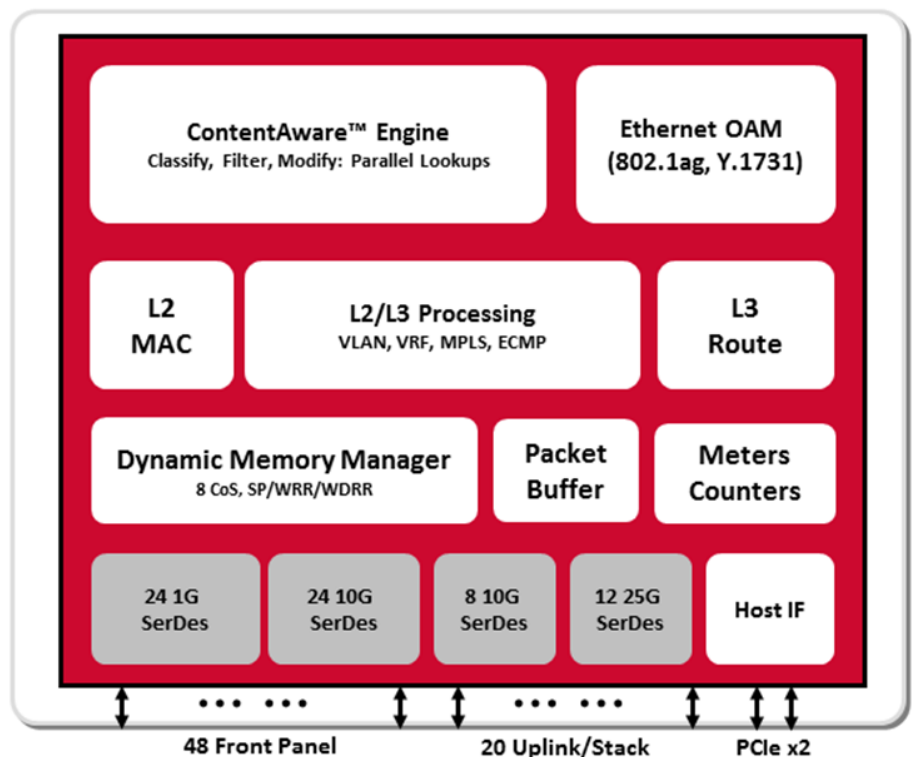 ContentAware™ Engine
Classify, Filter, Modify: Parallel Lookups
Ethernet OAM
(802.1ag, Y.1731)
L2
MAC
L2/L3 Processing
VLAN, VRF, MPLS, ECMP
L3
Route
Dynamic Memory Manager
8 CoS, SP/WRR/WDRR
Packet
Buffer
Meters
Counters
24 1G
SerDes
24 10G
SerDes
8 10G
SerDes
12 25G
SerDes
Host IF
48 Front Panel
20 Uplink/Stack
PCIe x2